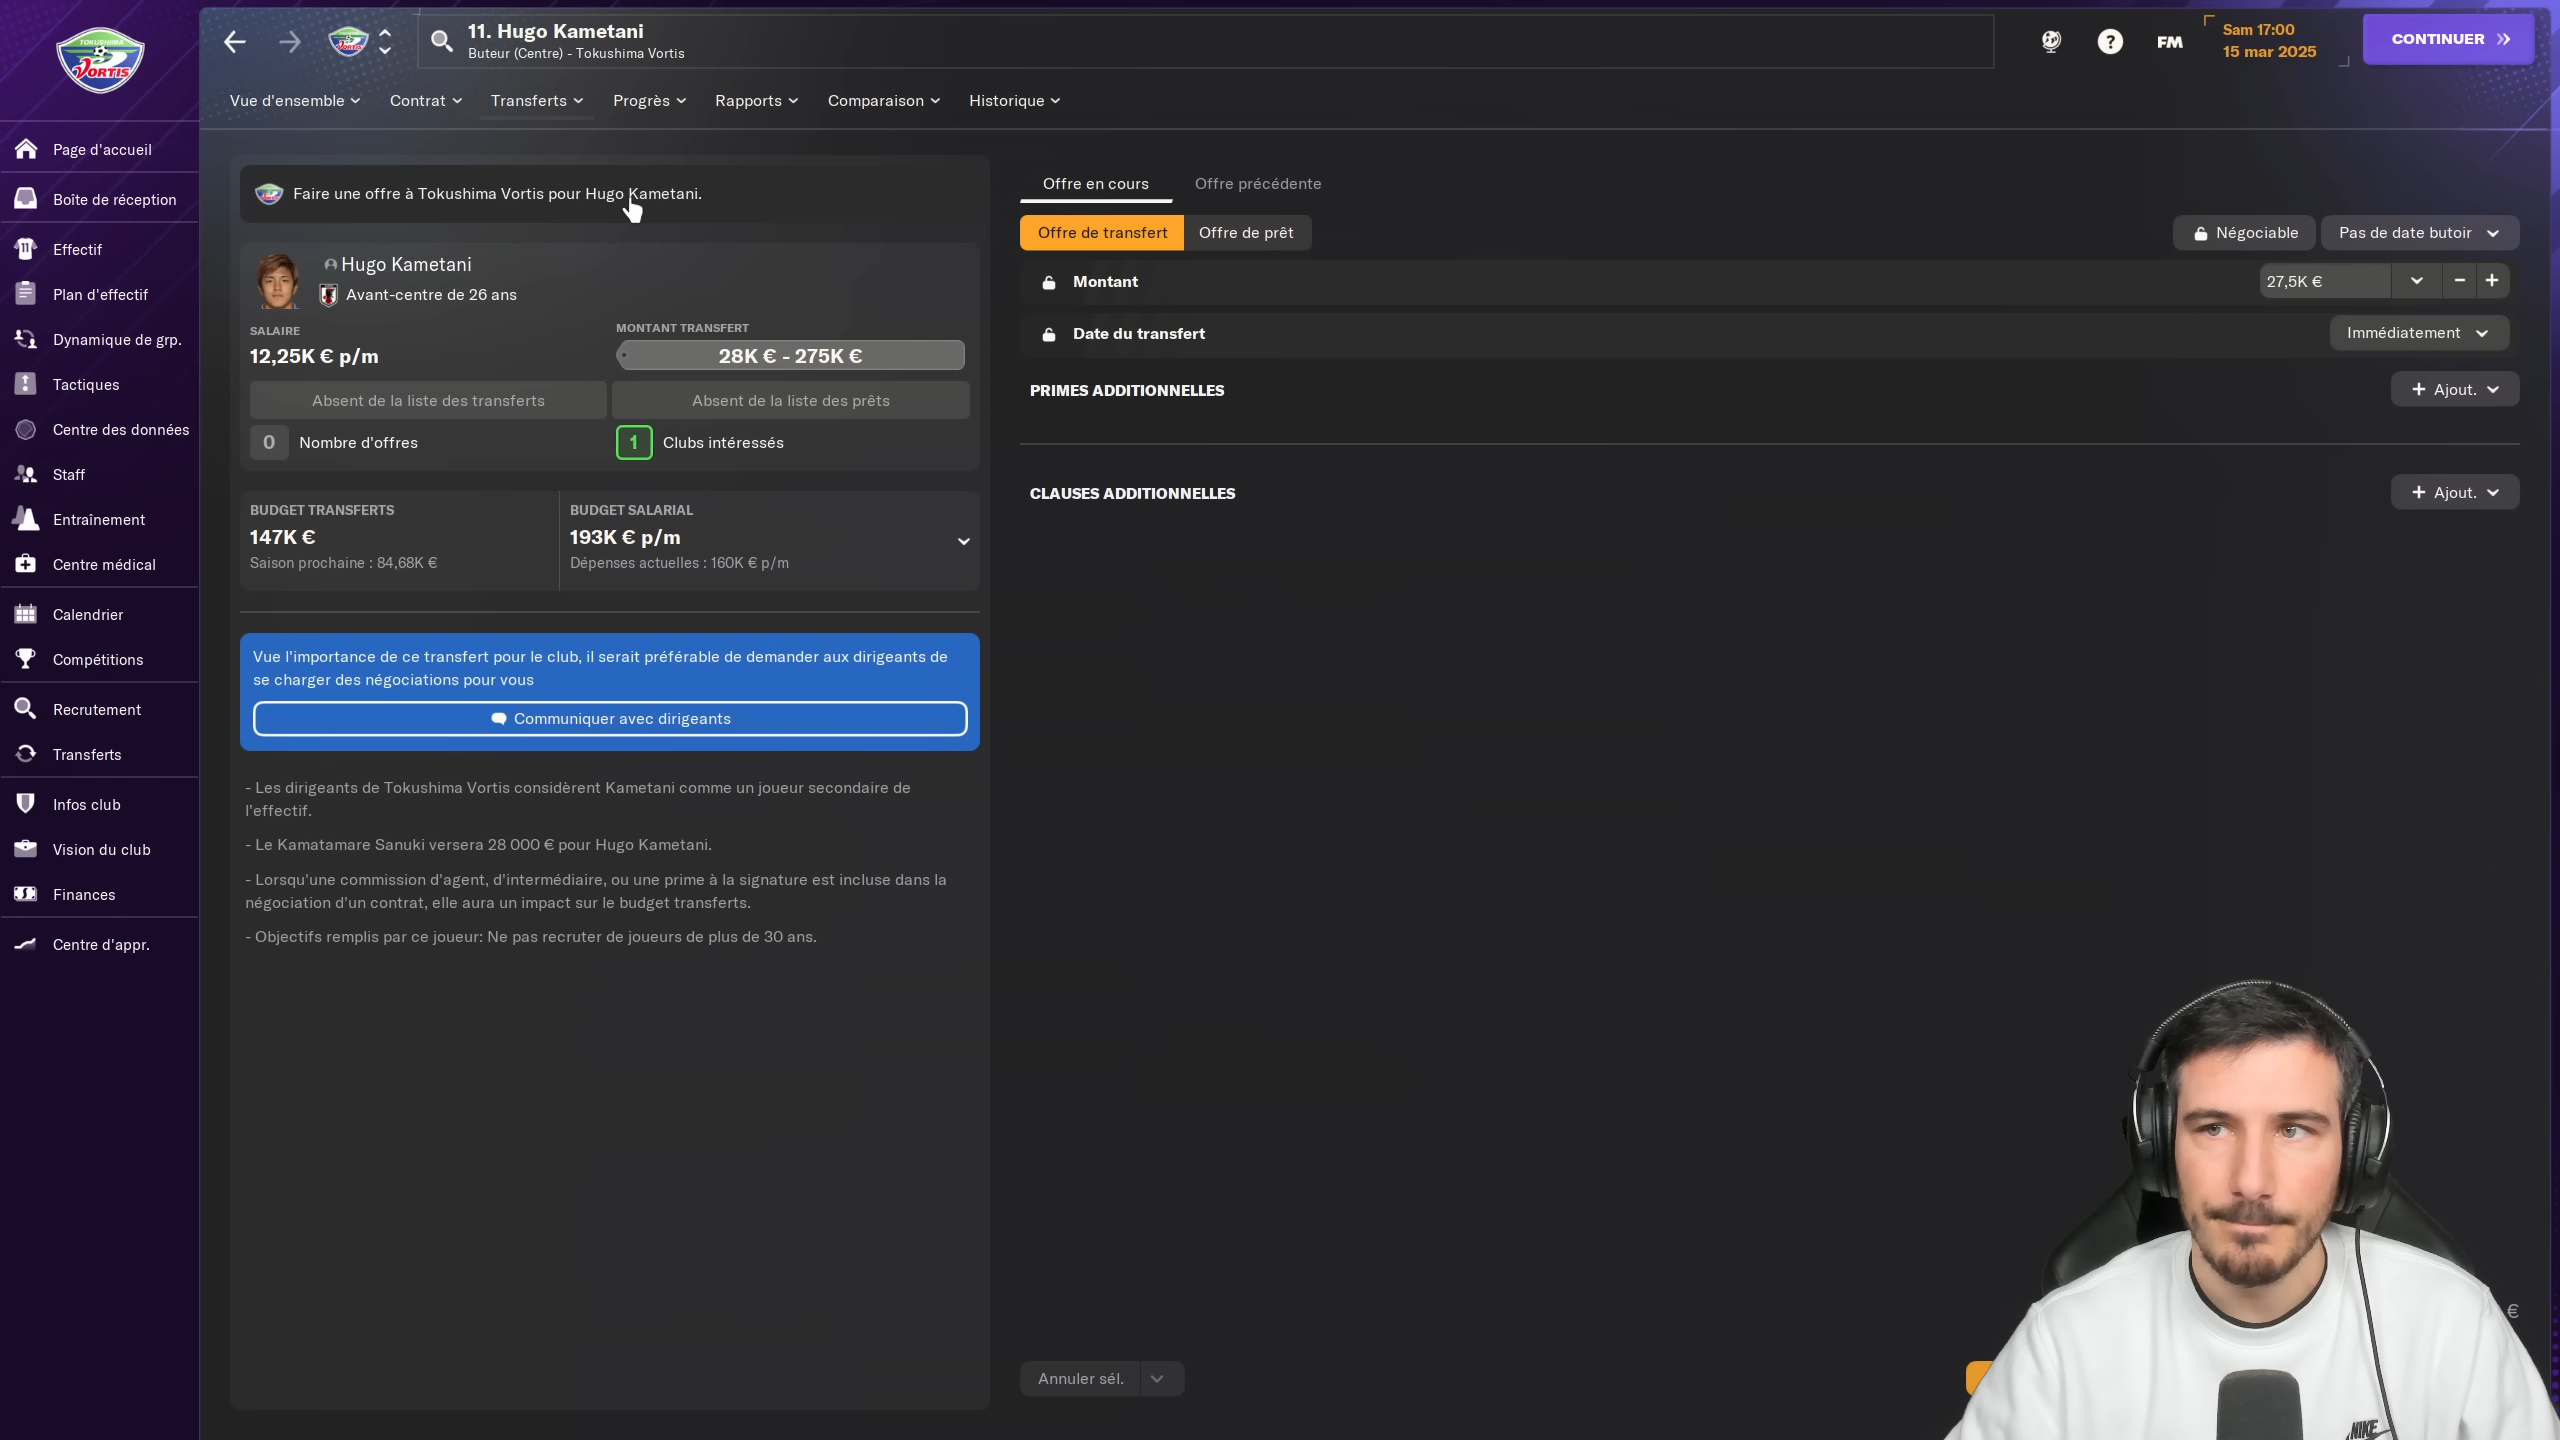 TOKUSHIMA
VORTIS
11. Hugo Kametani
Buteur (Centre) - Tokushima Vortis
FM
Sam 17:00
15 mar 2025
CONTINUER
Vue d'ensemble
Contrat
Transferts
Progrès
Rapports
Comparaison
Historique
Page d'accueil
Boîte de réception
Effectif
Plan d'effectif
Dynamique de grp.
Tactiques
Centre des données
Staff
Entraînement
Centre médical
Calendrier
Compétitions
Recrutement
Transferts
Infos club
Vision du club
Finances
Centre d'appr.
Faire une offre à Tokushima Vortis pour Hugo Kametani.
Hugo Kametani
Avant-centre de 26 ans
SALAIRE
12,25K € p/m
MONTANT TRANSFERT
28K € - 275K €
Absent de la liste des transferts
Absent de la liste des prêts
0 Nombre d'offres
1 Clubs intéressés
BUDGET TRANSFERTS
147K €
Saison prochaine : 84,68K €
BUDGET SALARIAL
193K € p/m
Dépenses actuelles : 160K € p/m
Vue l'importance de ce transfert pour le club, il serait préférable de demander aux dirigeants de
se charger des négociations pour vous
Communiquer avec dirigeants
- Les dirigeants de Tokushima Vortis considèrent Kametani comme un joueur secondaire de
l'effectif.
- Le Kamatamare Sanuki versera 28 000 € pour Hugo Kametani.
- Lorsqu'une commission d'agent, d'intermédiaire, ou une prime à la signature est incluse dans la
négociation d'un contrat, elle aura un impact sur le budget transferts.
- Objectifs remplis par ce joueur: Ne pas recruter de joueurs de plus de 30 ans.
Offre en cours
Offre précédente
Offre de transfert
Offre de prêt
Négociable
Pas de date butoir
Montant
27,5K €
Date du transfert
Immédiatement
PRIMES ADDITIONNELLES
+ Ajout.
CLAUSES ADDITIONNELLES
+ Ajout.
€
Annuler sél.
NIKE